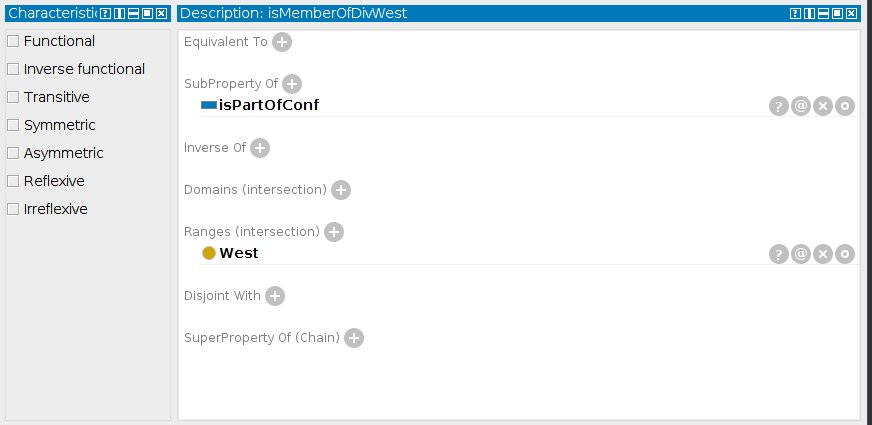 Characteristic
Functional
Inverse functional
Transitive
Symmetric
Asymmetric
Reflexive
Irreflexive
Description: isMemberOfDivWest
Equivalent To
SubProperty Of
isPartOfConf
Inverse Of
Domains (intersection)
Ranges (intersection)
West
Disjoint With
SuperProperty Of (Chain)